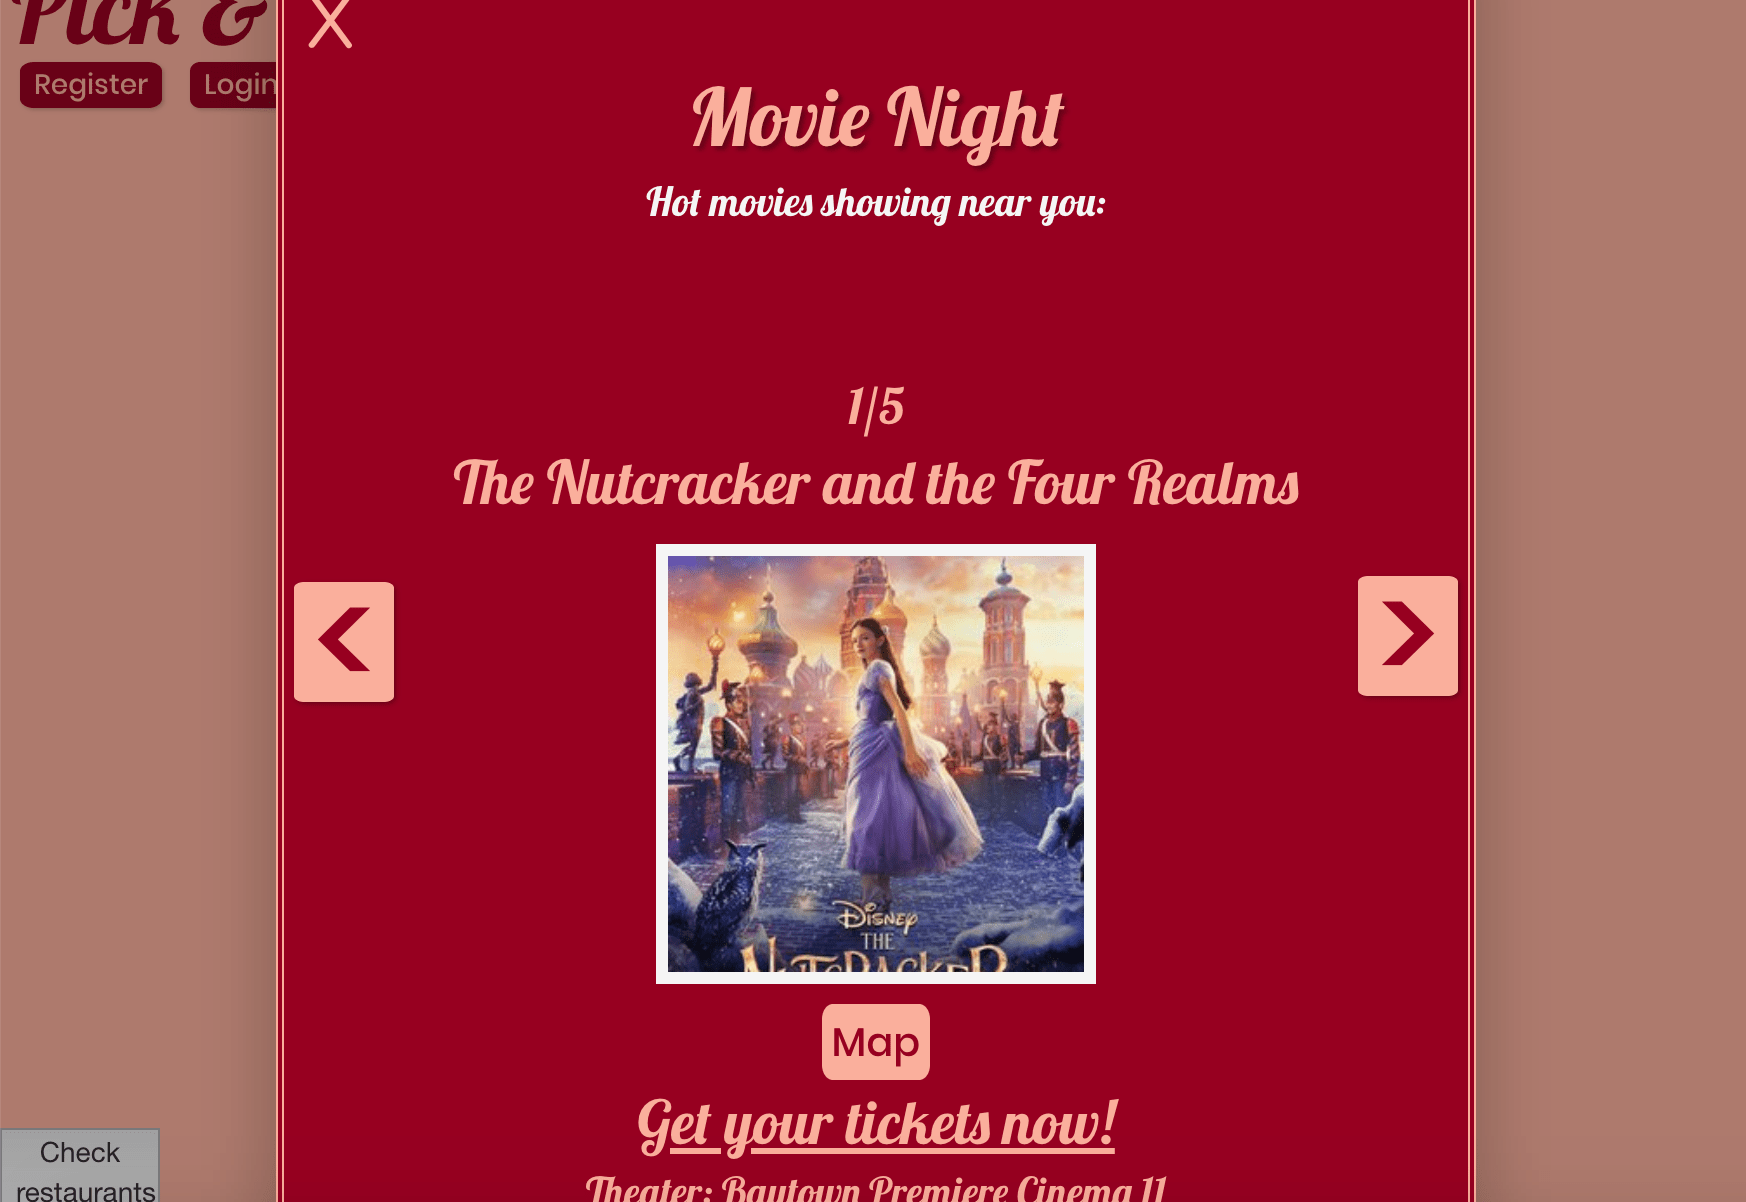 Pick &
Register
Login
X
Movie Night
Hot movies showing near you:
1/5
The Nutcracker and the Four Realms
<
>
DISNEY
THE
NUTCRACKER
Map
Get your tickets now!
Theater: Baytown Premiere Cinema 11
Check
restaurants